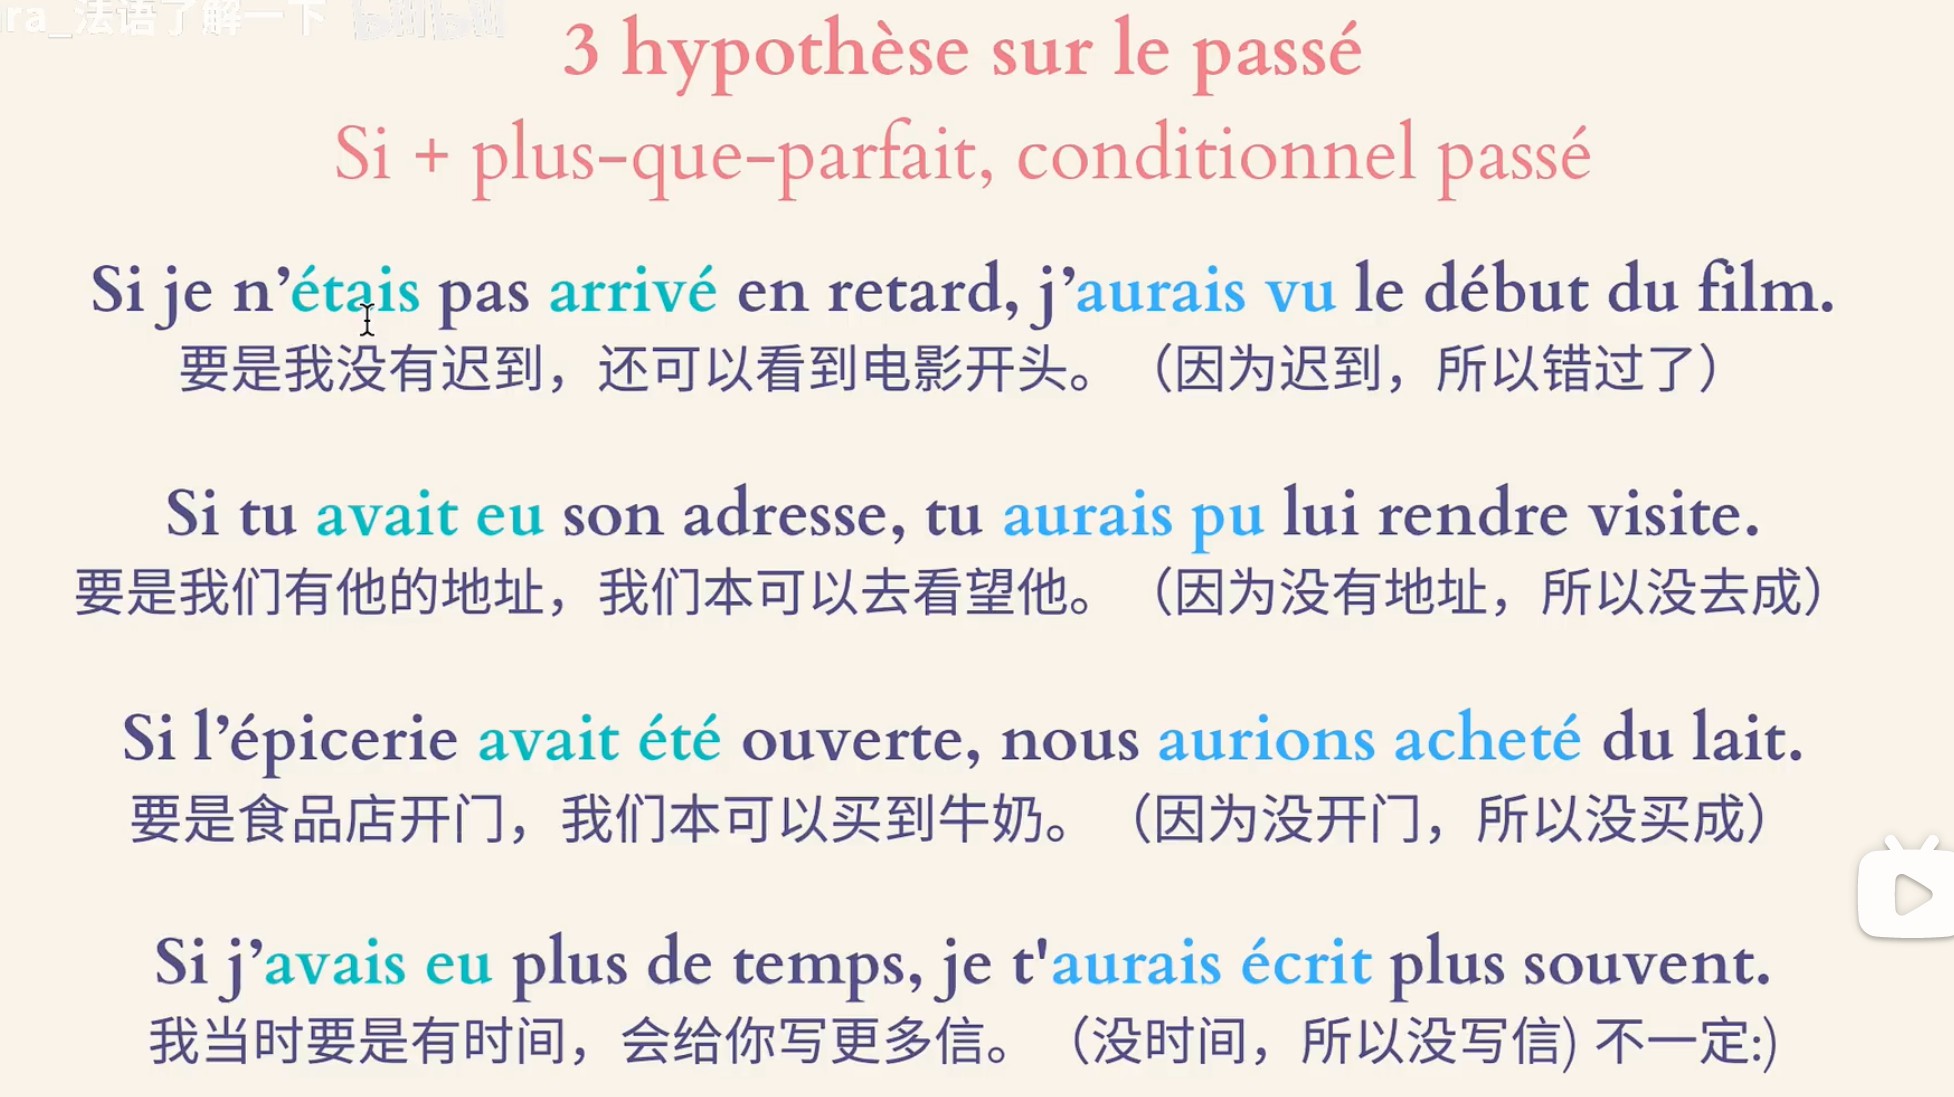 ra_法语了解一下 bilibili
3 hypothèse sur le passé
Si + plus-que-parfait, conditionnel passé
Si je n’étais pas arrivé en retard, j’aurais vu le début du film.
要是我没有迟到，还可以看到电影开头。（因为迟到，所以错过了）
Si tu avait eu son adresse, tu aurais pu lui rendre visite.
要是我们有他的地址，我们本可以去看望他。（因为没有地址，所以没去成）
Si l’épicerie avait été ouverte, nous aurions acheté du lait.
要是食品店开门，我们本可以买到牛奶。（因为没开门，所以没买成）
Si j’avais eu plus de temps, je t'aurais écrit plus souvent.
我当时要是有时间，会给你写更多信。（没时间，所以没写信) 不一定:)